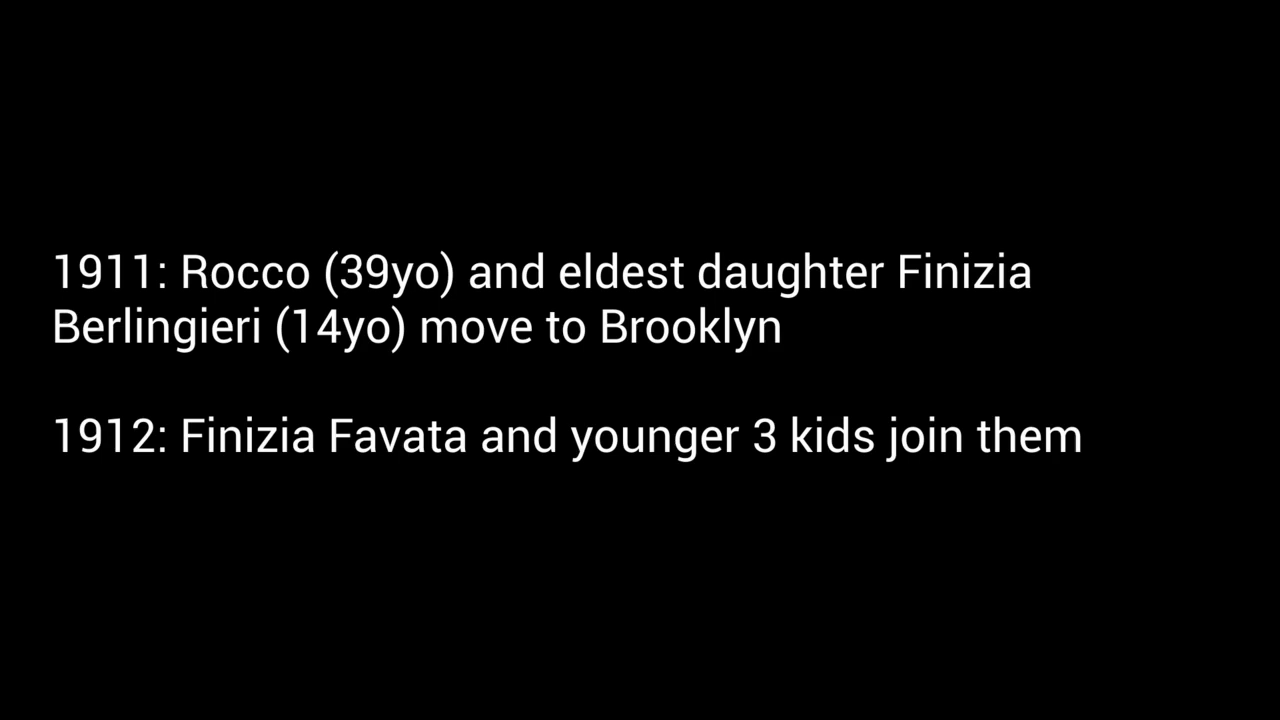 1911: Rocco (39yo) and eldest daughter Finizia
Berlingieri (14yo) move to Brooklyn
1912: Finizia Favata and younger 3 kids join them